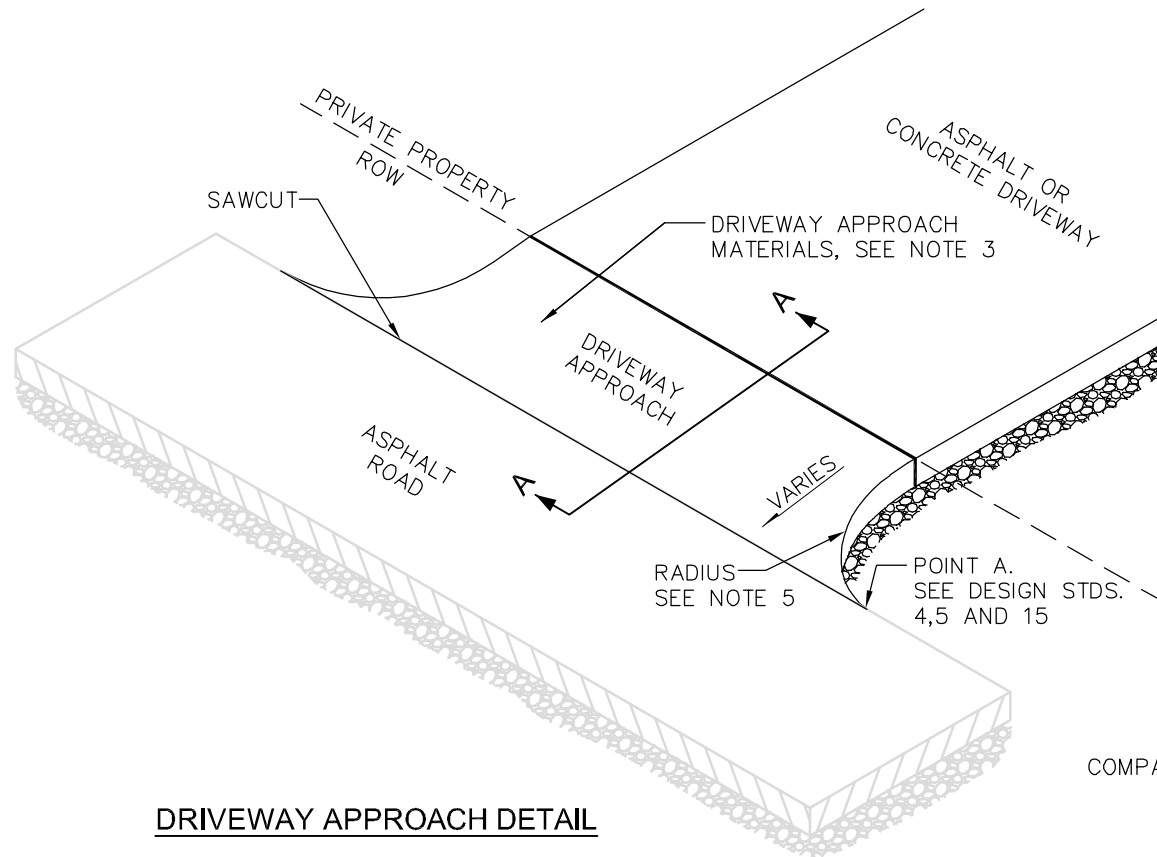 PRIVATE PROPERTY
ROW
ASPHALT OR
CONCRETE DRIVEWAY
SAWCUT
DRIVEWAY APPROACH
MATERIALS, SEE NOTE 3
A
DRIVEWAY
APPROACH
ASPHALT
ROAD
A
VARIES
RADIUS
SEE NOTE 5
POINT A.
SEE DESIGN STDS.
4,5 AND 15
COMPA
DRIVEWAY APPROACH DETAIL